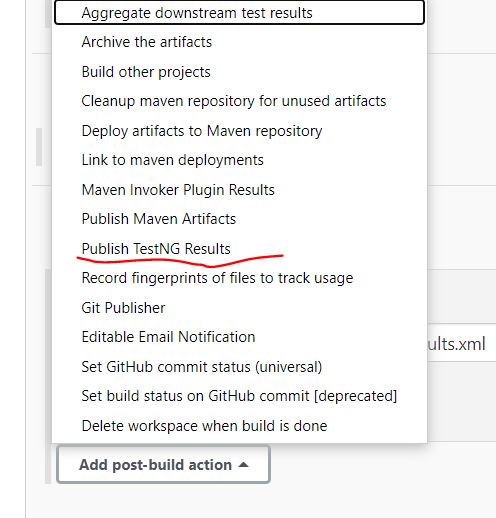 Aggregate downstream test results
Archive the artifacts
Build other projects
Cleanup maven repository for unused artifacts
Deploy artifacts to Maven repository
Link to maven deployments
Maven Invoker Plugin Results
Publish Maven Artifacts
Publish TestNG Results
Record fingerprints of files to track usage
Git Publisher
Editable Email Notification
ults.xml
Set GitHub commit status (universal)
Set build status on GitHub commit [deprecated]
Delete workspace when build is done
Add post-build action